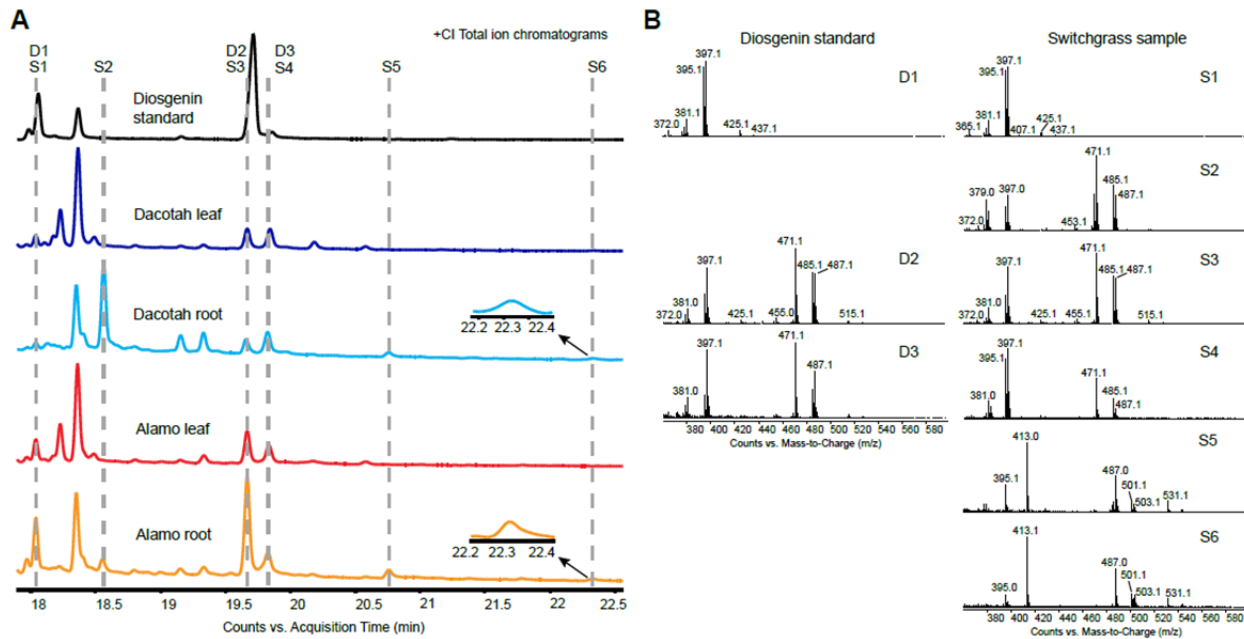 A
+CI Total ion chromatograms
D1 D2 D3
S1 S2 S3 S4 S5 S6
Diosgenin
standard
Dacotah leaf
Dacotah root
22.2 22.3 22.4
Alamo leaf
Alamo root
22.2 22.3 22.4
18 18.5 19 19.5 20 20.5 21 21.5 22 22.5
Counts vs. Acquisition Time (min)
B
Diosgenin standard
D1
397.1
395.1
381.1
372.0
425.1
437.1
D2
471.1
397.1
485.1
487.1
381.0
372.0
425.1
455.0
515.1
D3
471.1
397.1
487.1
381.0
380 400 420 440 460 480 500 520 540 560 580
Counts vs. Mass-to-Charge (m/z)
Switchgrass sample
S1
397.1
395.1
381.1
365.1
407.1
425.1
437.1
S2
471.1
485.1
487.1
379.0
397.0
372.0
453.1
S3
471.1
397.1
485.1
487.1
381.0
372.0
425.1
455.1
515.1
S4
397.1
395.1
471.1
485.1
487.1
381.0
S5
413.0
395.1
487.0
501.1
503.1
531.1
S6
413.1
395.0
487.0
501.1
503.1
531.1
380 400 420 440 460 480 500 520 540 560 580
Counts vs. Mass-to-Charge (m/z)